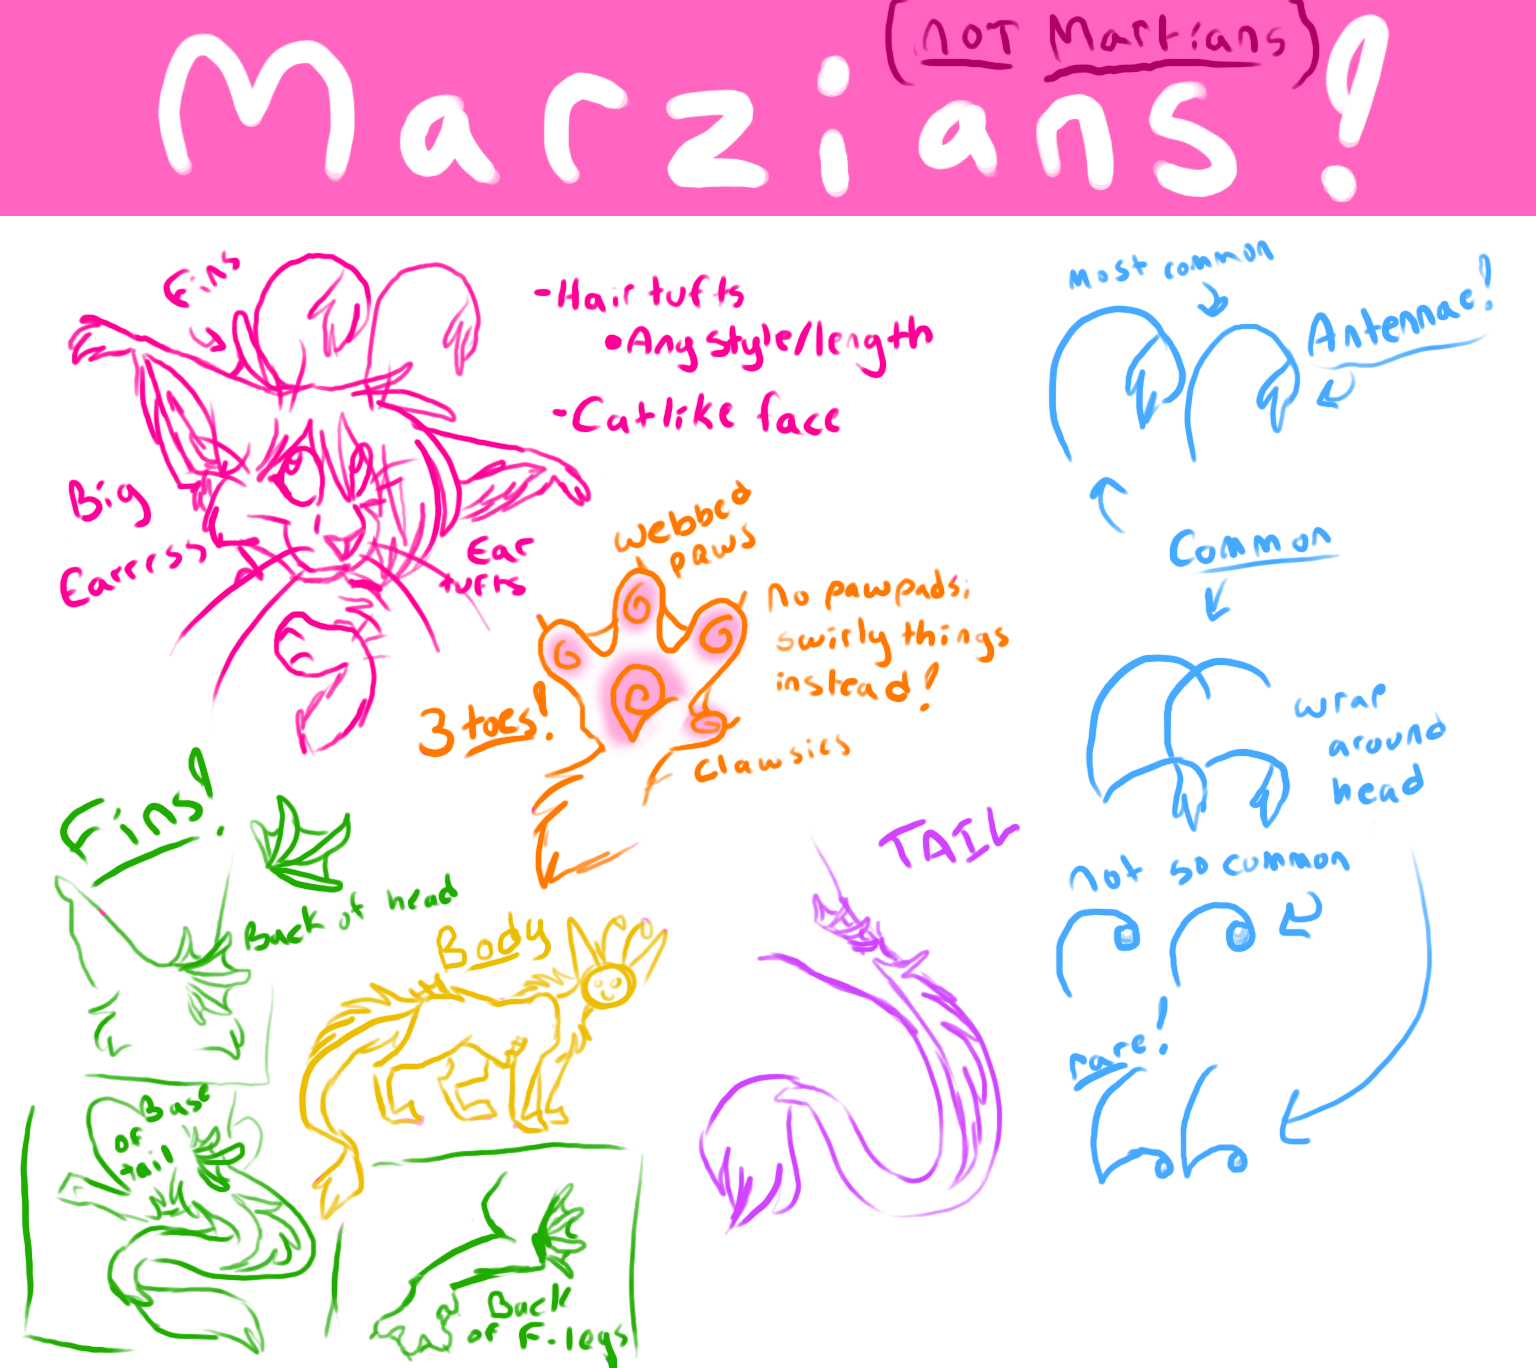 (not Martians)
Marzians!
Fins
-Hair tufts
•Any style/length
-Catlike face
Big
Earrrss
Ear
tufts
webbed
paws
no pawpads;
swirly things
instead!
3 toes!
clawsies
Most common
Antennae!
Common
wrap
around
head
not so common
rare!
Fins!
Back of head
Base
of
tail
Back
of F-legs
Body
TAIL